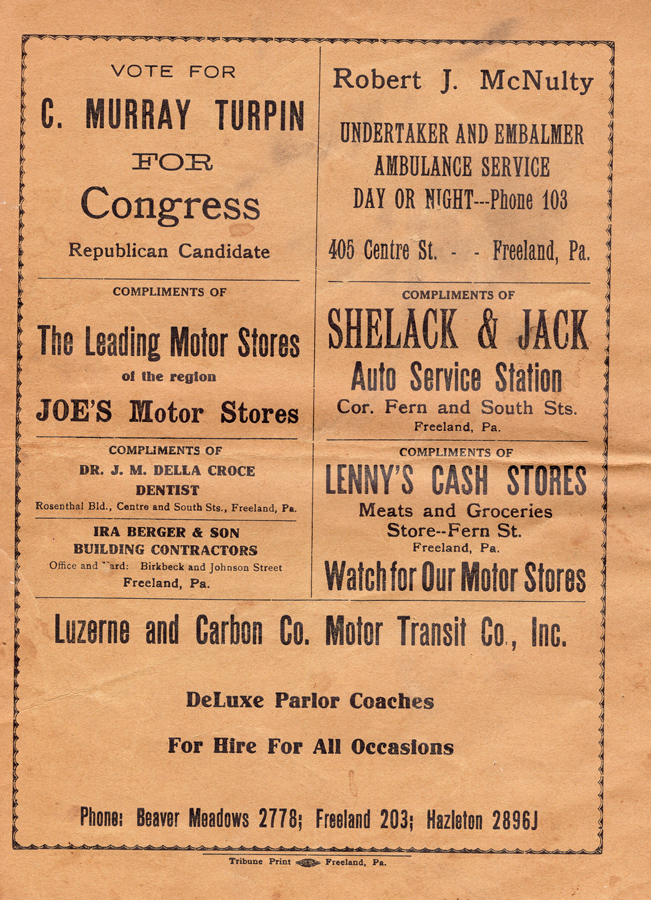 VOTE FOR
C. MURRAY TURPIN
FOR
Congress
Republican Candidate
COMPLIMENTS OF
The Leading Motor Stores
of the region
JOE'S Motor Stores
COMPLIMENTS OF
DR. J. M. DELLA CROCE
DENTIST
Rosenthal Bld., Centre and South Sts., Freeland, Pa.
IRA BERGER & SON
BUILDING CONTRACTORS
Office and Yard: Birkbeck and Johnson Street
Freeland, Pa.
Robert J. McNulty
UNDERTAKER AND EMBALMER
AMBULANCE SERVICE
DAY OR NIGHT---Phone 103
405 Centre St. - - Freeland, Pa.
COMPLIMENTS OF
SHELACK & JACK
Auto Service Station
Cor. Fern and South Sts.
Freeland, Pa.
COMPLIMENTS OF
LENNY'S CASH STORES
Meats and Groceries
Store--Fern St.
Freeland, Pa.
Watch for Our Motor Stores
Luzerne and Carbon Co. Motor Transit Co., Inc.
DeLuxe Parlor Coaches
For Hire For All Occasions
Phone: Beaver Meadows 2778; Freeland 203; Hazleton 2896J
Tribune Print Freeland, Pa.